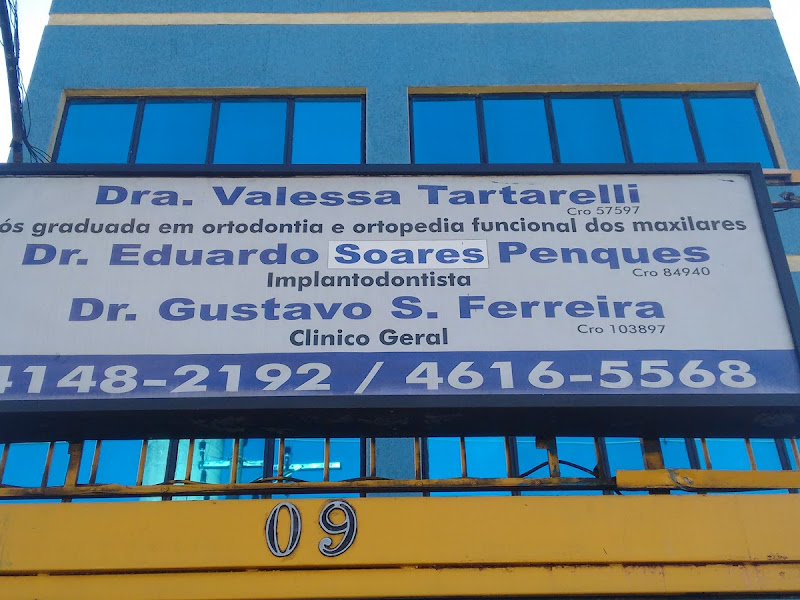 Dra. Valessa Tartarelli
Cro 57597
ós graduada em ortodontia e ortopedia funcional dos maxilares
Dr. Eduardo Soares Penques
Cro 84940
Implantodontista
Dr. Gustavo S. Ferreira
Cro 103897
Clinico Geral
4148-2192 / 4616-5568
09